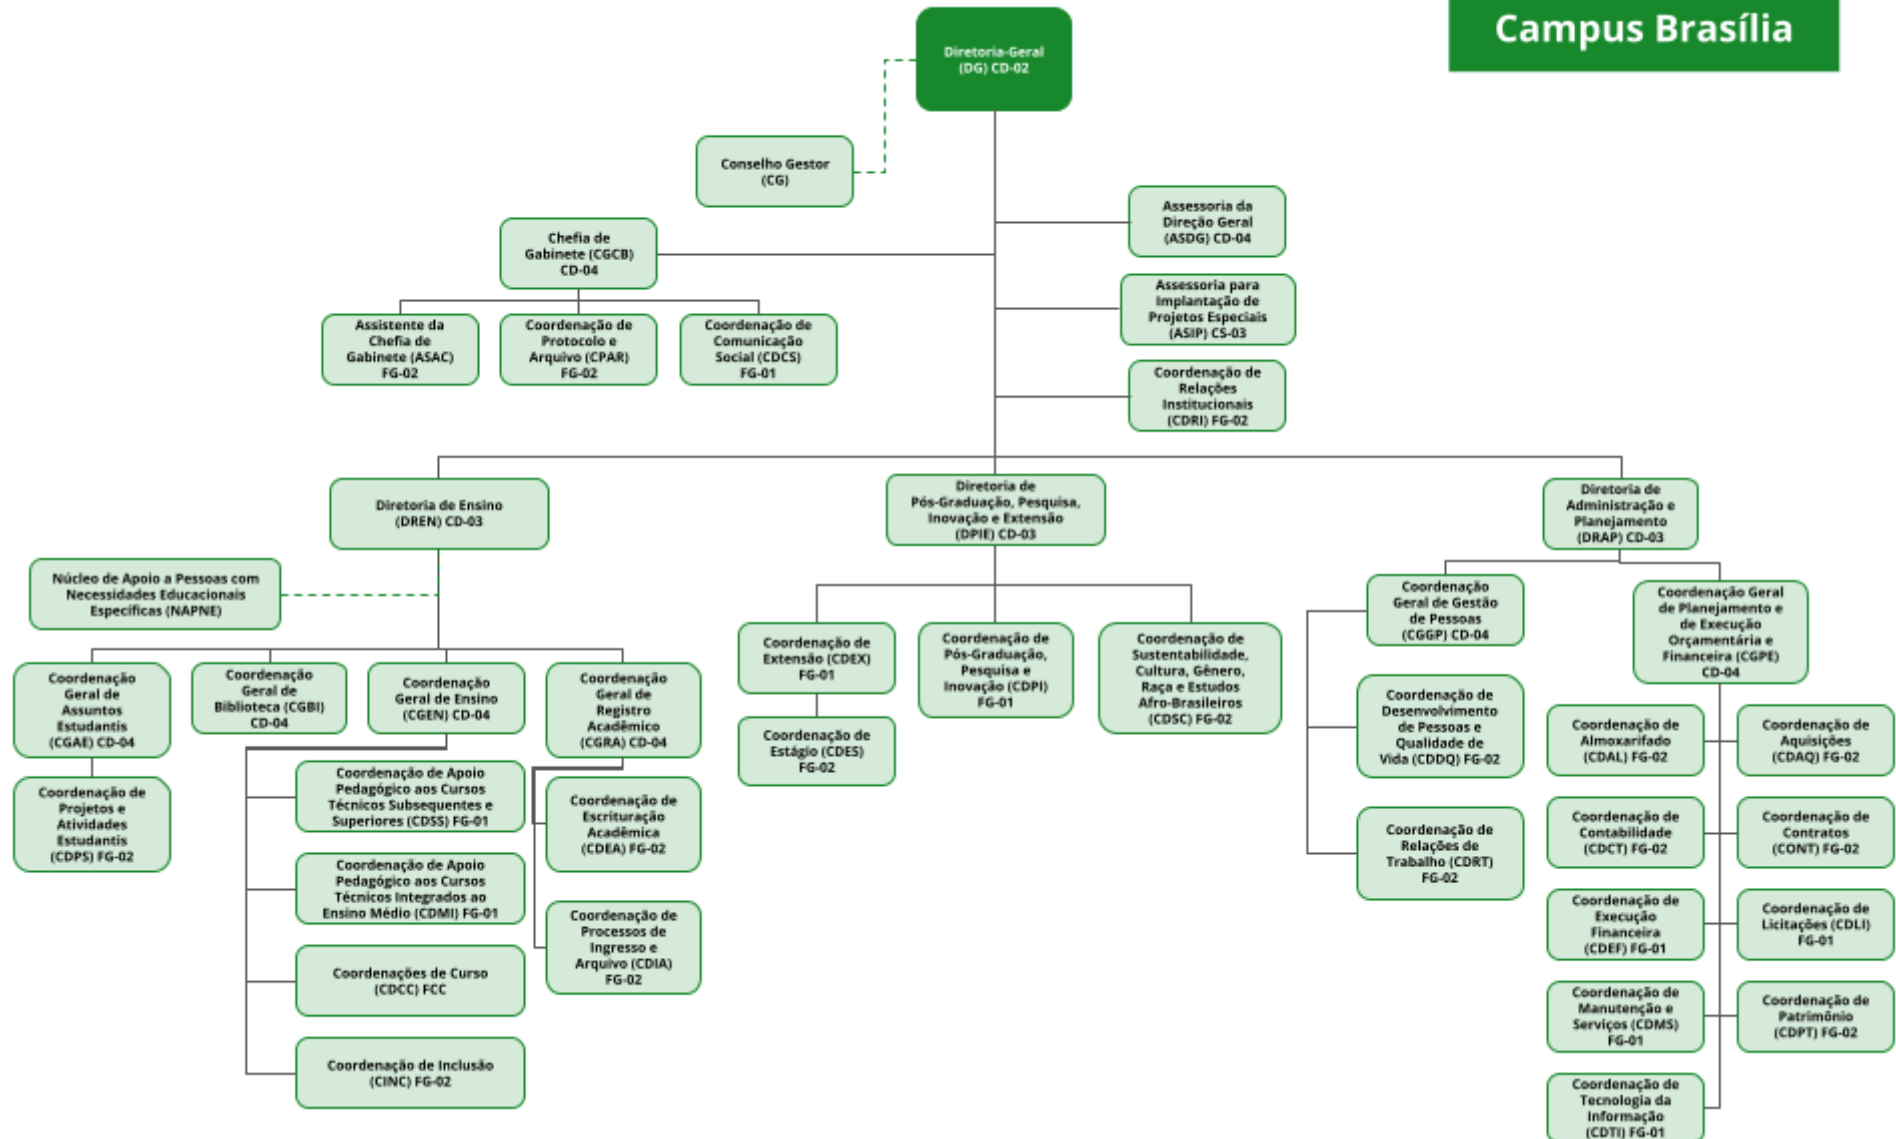 Campus Brasília
Diretoria-Geral
(DG) CD-02
Conselho Gestor
(CG)
Assessoria da
Direção Geral
(ASDG) CD-04
Chefia de
Gabinete (CGCB)
CD-04
Assessoria para
Implantação de
Projetos Especiais
(ASIP) CS-03
Assistente da
Chefia de
Gabinete (ASAC)
FG-02
Coordenação de
Protocolo e
Arquivo (CPAR)
FG-02
Coordenação de
Comunicação
Social (CDCS)
FG-01
Coordenação de
Relações
Institucionais
(CDRI) FG-02
Diretoria de Ensino
(DREN) CD-03
Diretoria de
Pós-Graduação, Pesquisa,
Inovação e Extensão
(DPIE) CD-03
Diretoria de
Administração e
Planejamento
(DRAP) CD-03
Núcleo de Apoio a Pessoas com
Necessidades Educacionais
Específicas (NAPNE)
Coordenação
Geral de
Assuntos
Estudantis
(CGAE) CD-04
Coordenação
Geral de
Biblioteca (CGBI)
CD-04
Coordenação
Geral de Ensino
(CGEN) CD-04
Coordenação
Geral de
Registro
Acadêmico
(CGRA) CD-04
Coordenação de
Projetos e
Atividades
Estudantis
(CDPS) FG-02
Coordenação de Apoio
Pedagógico aos Cursos
Técnicos Subsequentes e
Superiores (CDSS) FG-01
Coordenação de Apoio
Pedagógico aos Cursos
Técnicos Integrados ao
Ensino Médio (CDMI) FG-01
Coordenações de Curso
(CDCC) FCC
Coordenação de Inclusão
(CINC) FG-02
Coordenação de
Escrituração
Acadêmica
(CDEA) FG-02
Coordenação de
Processos de
Ingresso e
Arquivo (CDIA)
FG-02
Coordenação de
Extensão (CDEX)
FG-01
Coordenação de
Estágio (CDES)
FG-02
Coordenação de
Pós-Graduação,
Pesquisa e
Inovação (CDPI)
FG-01
Coordenação de
Sustentabilidade,
Cultura, Gênero,
Raça e Estudos
Afro-Brasileiros
(CDSC) FG-02
Coordenação
Geral de Gestão
de Pessoas
(CGGP) CD-04
Coordenação de
Desenvolvimento
de Pessoas e
Qualidade de
Vida (CDDQ) FG-02
Coordenação de
Relações de
Trabalho (CDRT)
FG-02
Coordenação Geral
de Planejamento e
de Execução
Orçamentária e
Financeira (CGPE)
CD-04
Coordenação de
Almoxarifado
(CDAL) FG-02
Coordenação de
Aquisições
(CDAQ) FG-02
Coordenação de
Contabilidade
(CDCT) FG-02
Coordenação de
Contratos
(CONT) FG-02
Coordenação de
Execução
Financeira
(CDEF) FG-01
Coordenação de
Licitações (CDLI)
FG-01
Coordenação de
Manutenção e
Serviços (CDMS)
FG-01
Coordenação de
Patrimônio
(CDPT) FG-02
Coordenação de
Tecnologia da
Informação
(CDTI) FG-01